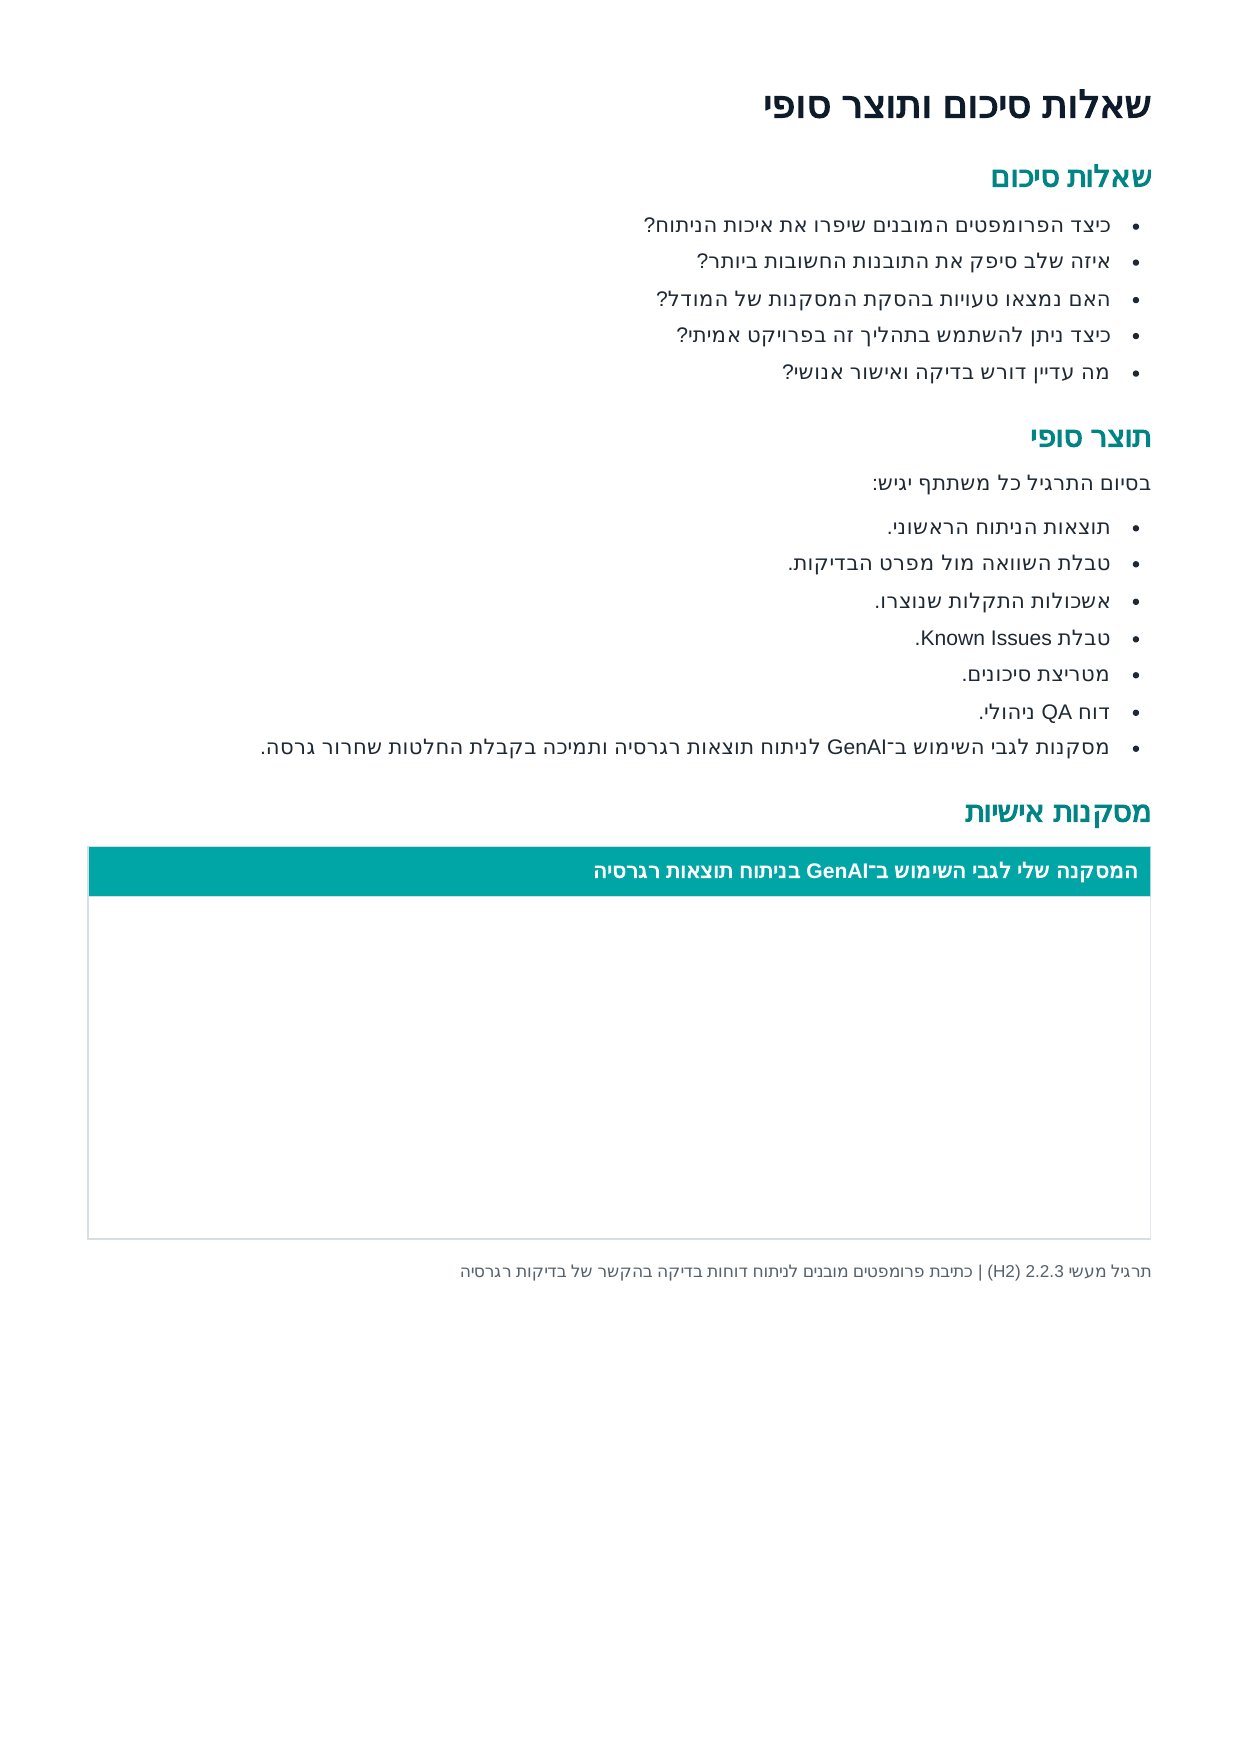 שאלות סיכום ותוצר סופי
שאלות סיכום
• כיצד הפרומפטים המובנים שיפרו את איכות הניתוח?
• איזה שלב סיפק את התובנות החשובות ביותר?
• האם נמצאו טעויות בהסקת המסקנות של המודל?
• כיצד ניתן להשתמש בתהליך זה בפרויקט אמיתי?
• מה עדיין דורש בדיקה ואישור אנושי?
תוצר סופי
בסיום התרגיל כל משתתף יגיש:
• תוצאות הניתוח הראשוני.
• טבלת השוואה מול מפרט הבדיקות.
• אשכולות התקלות שנוצרו.
• טבלת Known Issues.
• מטריצת סיכונים.
• דוח QA ניהולי.
• מסקנות לגבי השימוש ב־GenAI לניתוח תוצאות רגרסיה ותמיכה בקבלת החלטות שחרור גרסה.
מסקנות אישיות
המסקנה שלי לגבי השימוש ב־GenAI בניתוח תוצאות רגרסיה
תרגיל מעשי 2.2.3 (H2) | כתיבת פרומפטים מובנים לניתוח דוחות בדיקה בהקשר של בדיקות רגרסיה